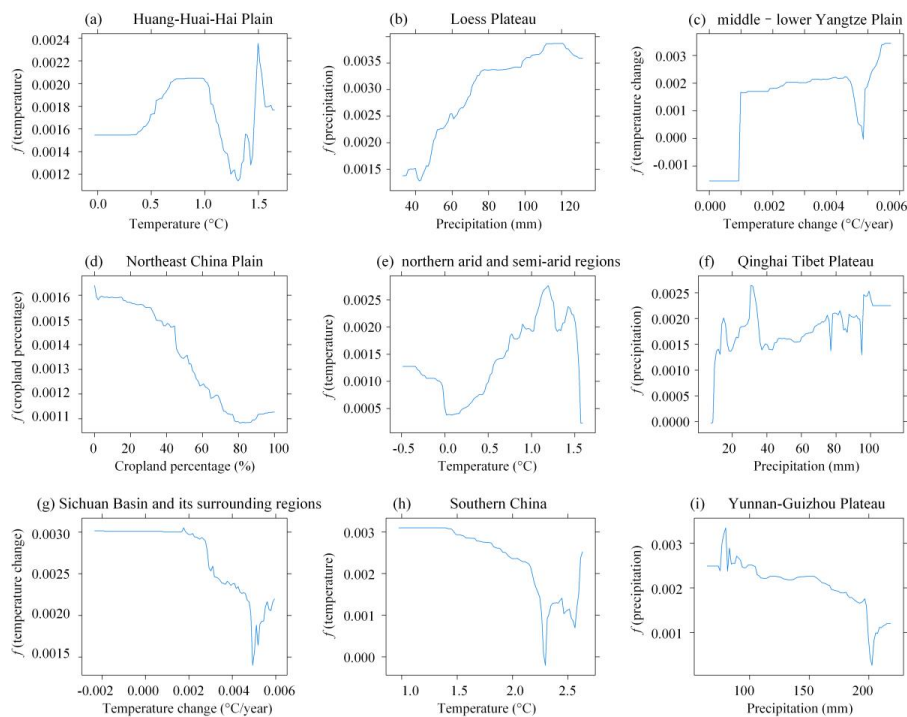 (a) Huang-Huai-Hai Plain
0.0024
0.0022
0.0020
0.0018
0.0016
0.0014
0.0012
f (temperature)
0.0 0.5 1.0 1.5
Temperature (°C)
(b) Loess Plateau
0.0035
0.0030
0.0025
0.0020
0.0015
f (precipitation)
40 60 80 100 120
Precipitation (mm)
(c) middle - lower Yangtze Plain
0.003
0.002
0.001
0.000
-0.001
f (temperature change)
0.000 0.002 0.004 0.006
Temperature change (°C/year)
(d) Northeast China Plain
0.0016
0.0015
0.0014
0.0013
0.0012
0.0011
f (cropland percentage)
0 20 40 60 80 100
Cropland percentage (%)
(e) northern arid and semi-arid regions
0.0025
0.0020
0.0015
0.0010
0.0005
f (temperature)
-0.5 0.0 0.5 1.0 1.5
Temperature (°C)
(f) Qinghai Tibet Plateau
0.0025
0.0020
0.0015
0.0010
0.0005
0.0000
f (precipitation)
20 40 60 80 100
Precipitation (mm)
(g) Sichuan Basin and its surrounding regions
0.0030
0.0025
0.0020
0.0015
f (temperature change)
-0.002 0.000 0.002 0.004 0.006
Temperature change (°C/year)
(h) Southern China
0.003
0.002
0.001
0.000
f (temperature)
1.0 1.5 2.0 2.5
Temperature (°C)
(i) Yunnan-Guizhou Plateau
0.003
0.002
0.001
f (precipitation)
100 150 200
Precipitation (mm)